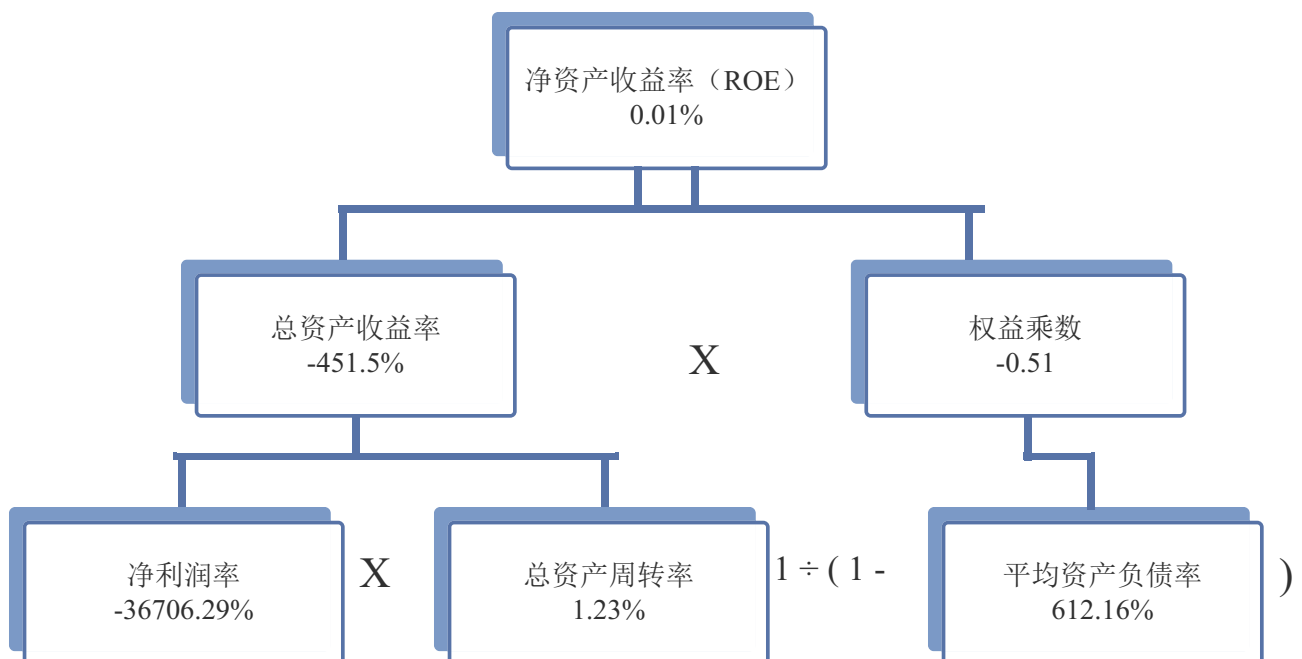 净资产收益率（ROE）
0.01%
总资产收益率
-451.5%
X
权益乘数
-0.51
净利润率
-36706.29%
X
总资产周转率
1.23%
1 ÷ ( 1 -
平均资产负债率
612.16%
)